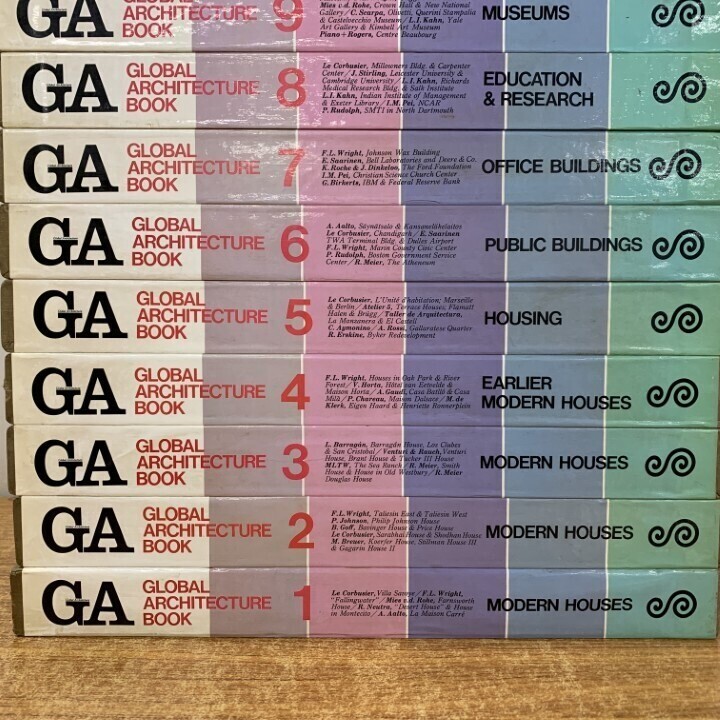 GA
GLOBAL
ARCHITECTURE
BOOK
9
Mies v.d. Rohe, Crown Hall & New National
Gallery/C. Scarpa, Olivetti, Querini Stampalia
& Castelvecchio Museum/L.I. Kahn, Yale
Art Gallery & Kimbell Art Museum
Piano+Rogers, Centre Beaubourg
MUSEUMS
GA
GLOBAL
ARCHITECTURE
BOOK
8
Le Corbusier, Millowners Bldg. & Carpenter
Center/J. Stirling, Leicester University &
Cambridge University/L.I. Kahn, Richards
Medical Research Bldg. & Salk Institute
L.I. Kahn, Indian Institute of Management
& Exeter Library/I.M. Pei, NCAR
P. Rudolph, SMTI in North Dartmouth
EDUCATION
& RESEARCH
GA
GLOBAL
ARCHITECTURE
BOOK
7
F.L. Wright, Johnson Wax Building
E. Saarinen, Bell Laboratories and Deere & Co.
K. Roche & J. Dinkeloo, The Ford Foundation
I.M. Pei, Christian Science Church Center
G. Birkerts, IBM & Federal Reserve Bank
OFFICE BUILDINGS
GA
GLOBAL
ARCHITECTURE
BOOK
6
A. Aalto, Säynätsalo & Kansaneläkelaitos
Le Corbusier, Chandigarh/E. Saarinen
TWA Terminal Bldg. & Dulles Airport
F.L. Wright, Marin County Civic Center
P. Rudolph, Boston Government Service
Center/R. Meier, The Atheneum
PUBLIC BUILDINGS
GA
GLOBAL
ARCHITECTURE
BOOK
5
Le Corbusier, L'Unité d'habitation; Marseille
& Berlin/Atelier 5, Terrace Houses; Flamatt
Halen & Brügg/Taller de Arquitectura,
La Manzanera & El Castell
C. Aymonino/A. Rossi, Gallaratese Quarter
R. Erskine, Byker Redevelopment
HOUSING
GA
GLOBAL
ARCHITECTURE
BOOK
4
F.L. Wright, Houses in Oak Park & River
Forest/V. Horta, Hôtel van Eetvelde &
Maison Horta/A. Gaudi, Casa Batlló & Casa
Milá/P. Chareau, Maison Dalsace/M. de
Klerk, Eigen Haard & Henriette Ronnerplein
EARLIER
MODERN HOUSES
GA
GLOBAL
ARCHITECTURE
BOOK
3
L. Barragán, Barragán House, Los Clubes
& San Cristobal/Venturi & Rauch, Venturi
House, Brant House & Tucker III House
MLTW, The Sea Ranch/R. Meier, Smith
House & House in Old Westbury/R. Meier
Douglas House
MODERN HOUSES
GA
GLOBAL
ARCHITECTURE
BOOK
2
F.L. Wright, Taliesin East & Taliesin West
P. Johnson, Philip Johnson House
B. Goff, Bavinger House & Price House
Le Corbusier, Sarabhai House & Shodhan House
M. Breuer, Koerfer House, Stillman House III
& Gagarin House II
MODERN HOUSES
GA
GLOBAL
ARCHITECTURE
BOOK
1
Le Corbusier, Villa Savoye/F.L. Wright,
"Fallingwater"/Mies v.d. Rohe, Farnsworth
House/R. Neutra, "Desert House" & House
in Montecito/A. Aalto, La Maison Carré
MODERN HOUSES